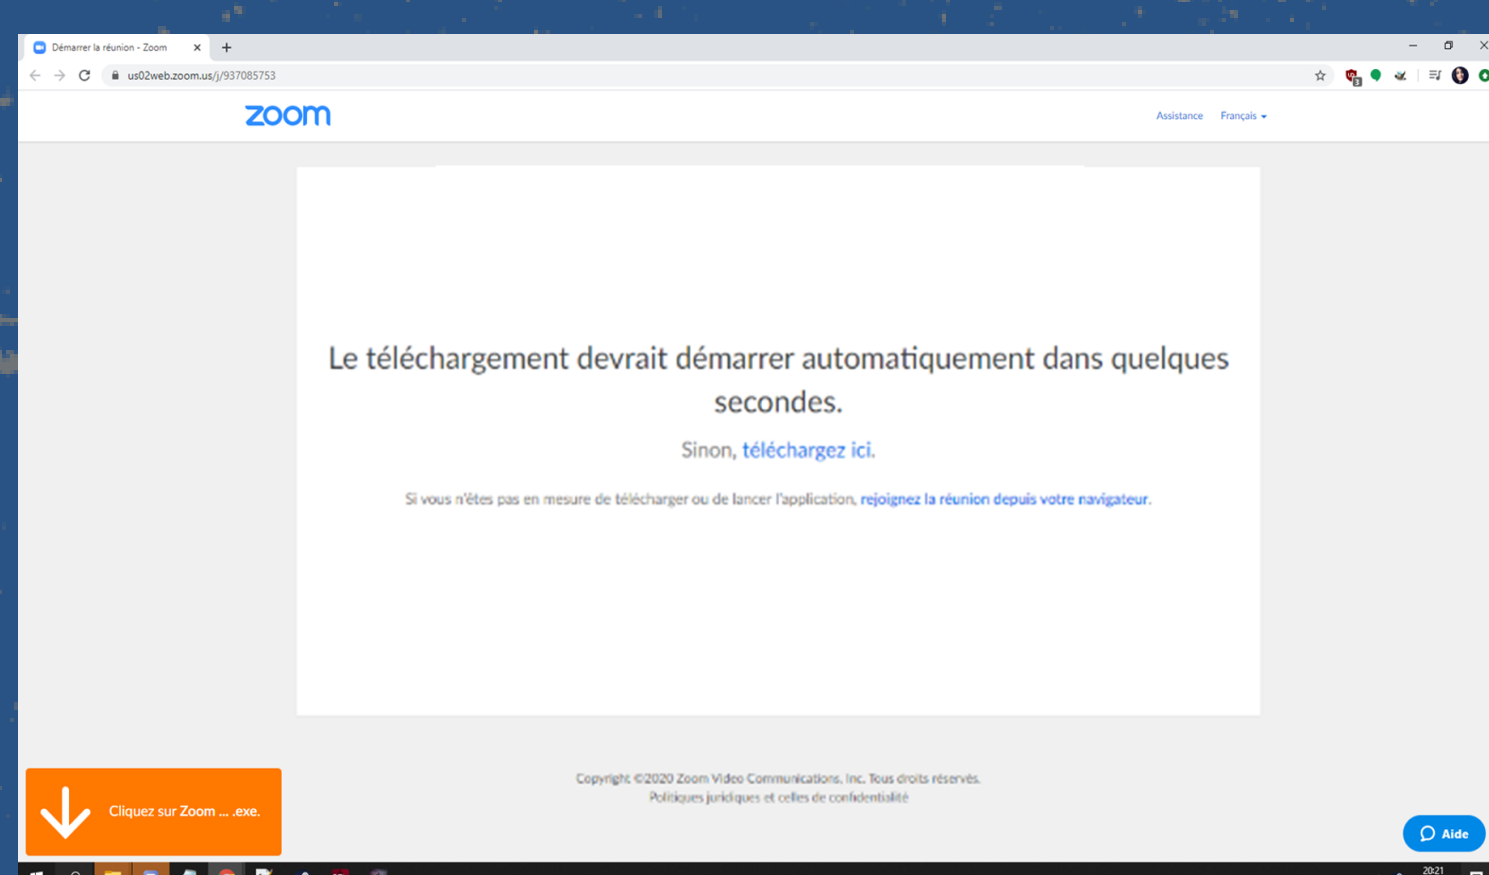 Démarrer la réunion - Zoom
us02web.zoom.us/j/937085753
zoom
Assistance Français
Le téléchargement devrait démarrer automatiquement dans quelques
secondes.
Sinon, téléchargez ici.
Si vous n'êtes pas en mesure de télécharger ou de lancer l'application, rejoignez la réunion depuis votre navigateur.
Copyright ©2020 Zoom Video Communications, Inc. Tous droits réservés.
Politiques juridiques et celles de confidentialité
Cliquez sur Zoom ... .exe.
Aide
20:21